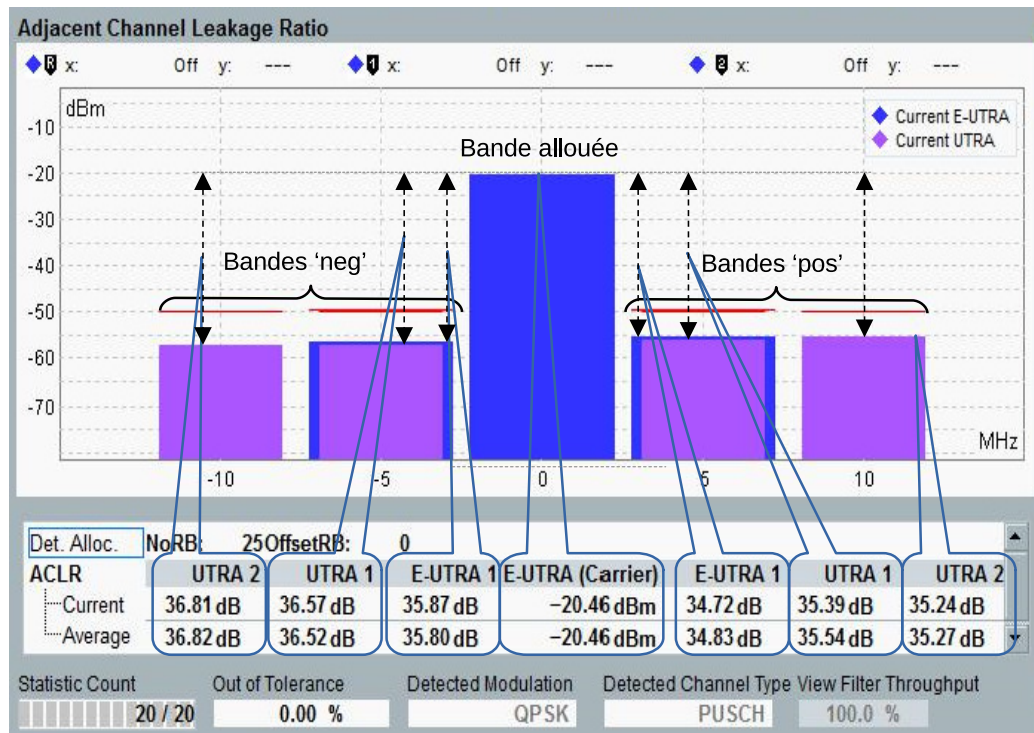 Adjacent Channel Leakage Ratio
R x: Off y: --- 1 x: Off y: --- 2 x: Off y: ---
dBm
Current E-UTRA
Current UTRA
-10
Bande allouée
-20
-30
Bandes ‘neg’ Bandes ‘pos’
-40
-50
-60
-70
MHz
-10 -5 0 5 10
Det. Alloc. NoRB: 25 OffsetRB: 0
ACLR UTRA 2 UTRA 1 E-UTRA 1 E-UTRA (Carrier) E-UTRA 1 UTRA 1 UTRA 2
Current 36.81 dB 36.57 dB 35.87 dB −20.46 dBm 34.72 dB 35.39 dB 35.24 dB
Average 36.82 dB 36.52 dB 35.80 dB −20.46 dBm 34.83 dB 35.54 dB 35.27 dB
Statistic Count Out of Tolerance Detected Modulation Detected Channel Type View Filter Throughput
20 / 20 0.00 % QPSK PUSCH 100.0 %